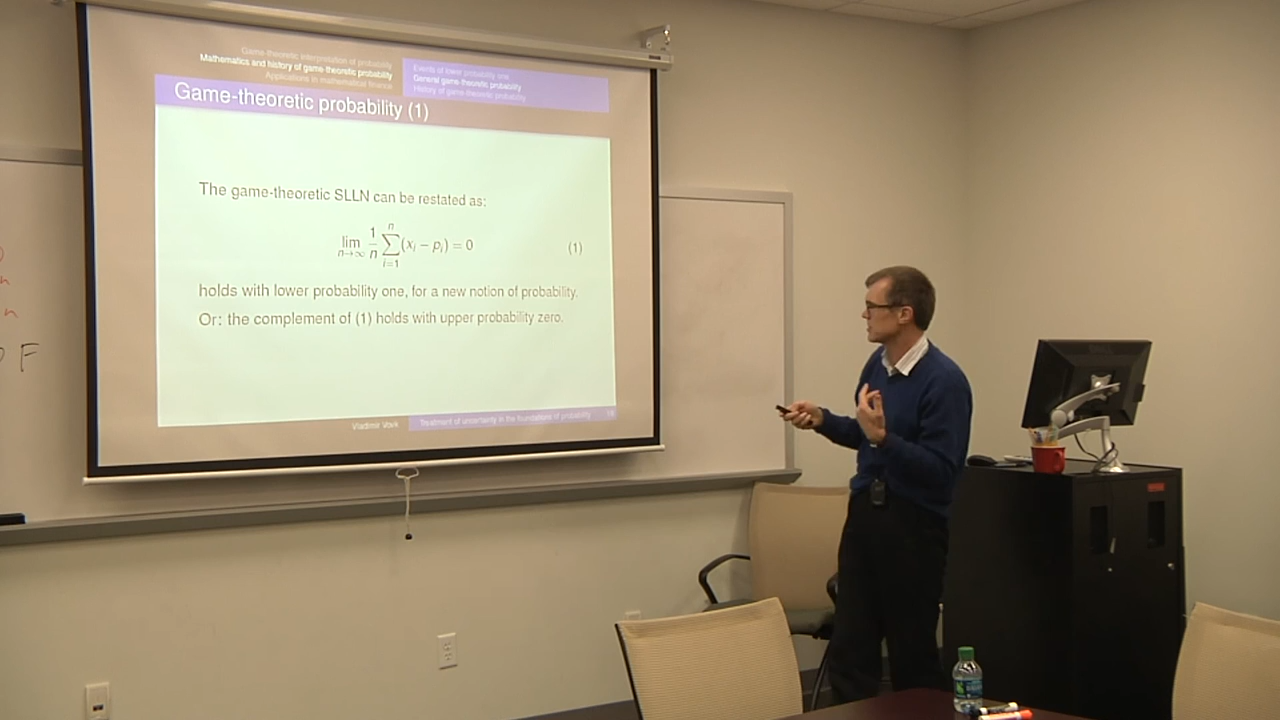 Game-theoretic interpretation of probability
Mathematics and history of game-theoretic probability
Applications in mathematical finance
Events of lower probability one
General game-theoretic probability
History of game-theoretic probability
Game-theoretic probability (1)
The game-theoretic SLLN can be restated as:
lim n→∞ 1/n ∑ i=1 n (xᵢ − pᵢ) = 0 (1)
holds with lower probability one, for a new notion of probability.
Or: the complement of (1) holds with upper probability zero.
Vladimir Vovk
Treatment of uncertainty in the foundations of probability
n
n
F